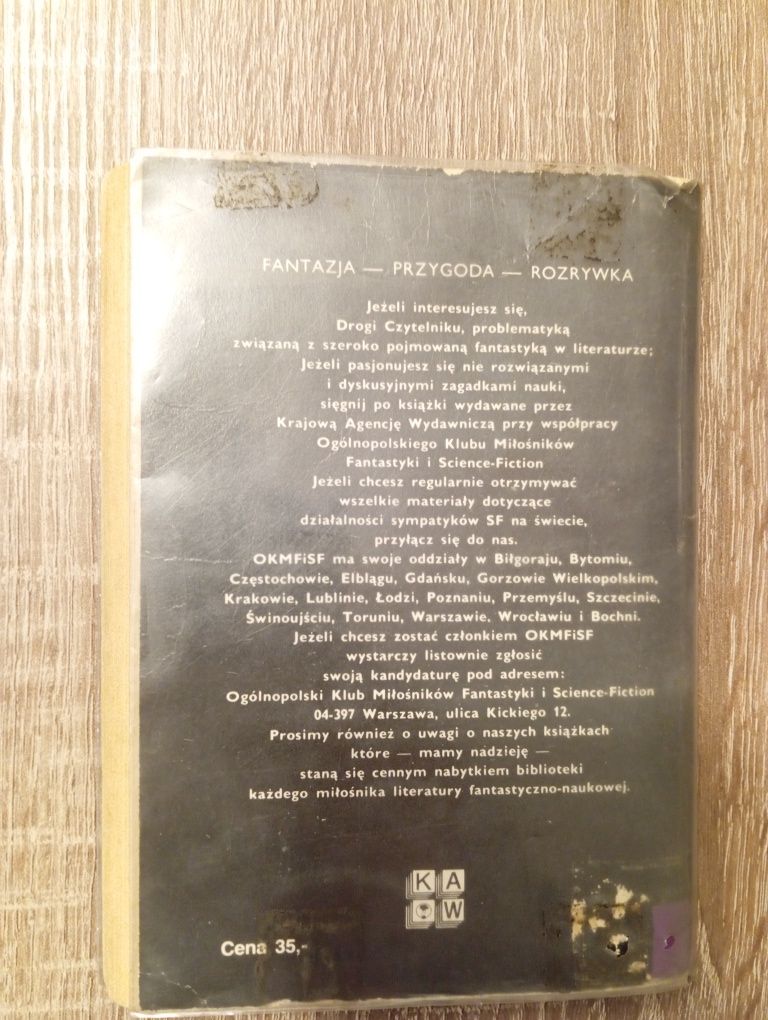 FANTAZJA — PRZYGODA — ROZRYWKA
Jeżeli interesujesz się,
Drogi Czytelniku, problematyką
związaną z szeroko pojmowaną fantastyką w literaturze;
Jeżeli pasjonujesz się nie rozwiązanymi
i dyskusyjnymi zagadkami nauki,
sięgnij po książki wydawane przez
Krajową Agencję Wydawniczą przy współpracy
Ogólnopolskiego Klubu Miłośników
Fantastyki i Science-Fiction
Jeżeli chcesz regularnie otrzymywać
wszelkie materiały dotyczące
działalności sympatyków SF na świecie,
przyłącz się do nas.
OKMFiSF ma swoje oddziały w Biłgoraju, Bytomiu,
Częstochowie, Elblągu, Gdańsku, Gorzowie Wielkopolskim,
Krakowie, Lublinie, Łodzi, Poznaniu, Przemyślu, Szczecinie,
Świnoujściu, Toruniu, Warszawie, Wrocławiu i Bochni.
Jeżeli chcesz zostać członkiem OKMFiSF
wystarczy listownie zgłosić
swoją kandydaturę pod adresem:
Ogólnopolski Klub Miłośników Fantastyki i Science-Fiction
04-397 Warszawa, ulica Kickiego 12.
Prosimy również o uwagi o naszych książkach
które — mamy nadzieję —
staną się cennym nabytkiem biblioteki
każdego miłośnika literatury fantastyczno-naukowej.
KAW
Cena 35,-